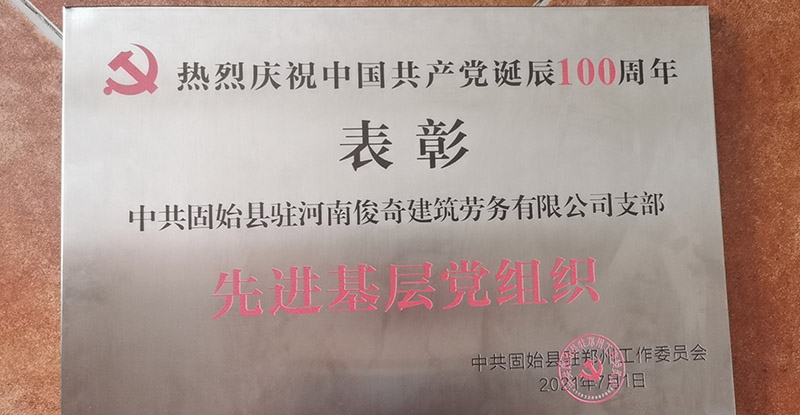 热烈庆祝中国共产党诞辰100周年
表彰
中共固始县驻河南俊奇建筑劳务有限公司支部
先进基层党组织
中共固始县驻郑州工作委员会
2021年7月1日